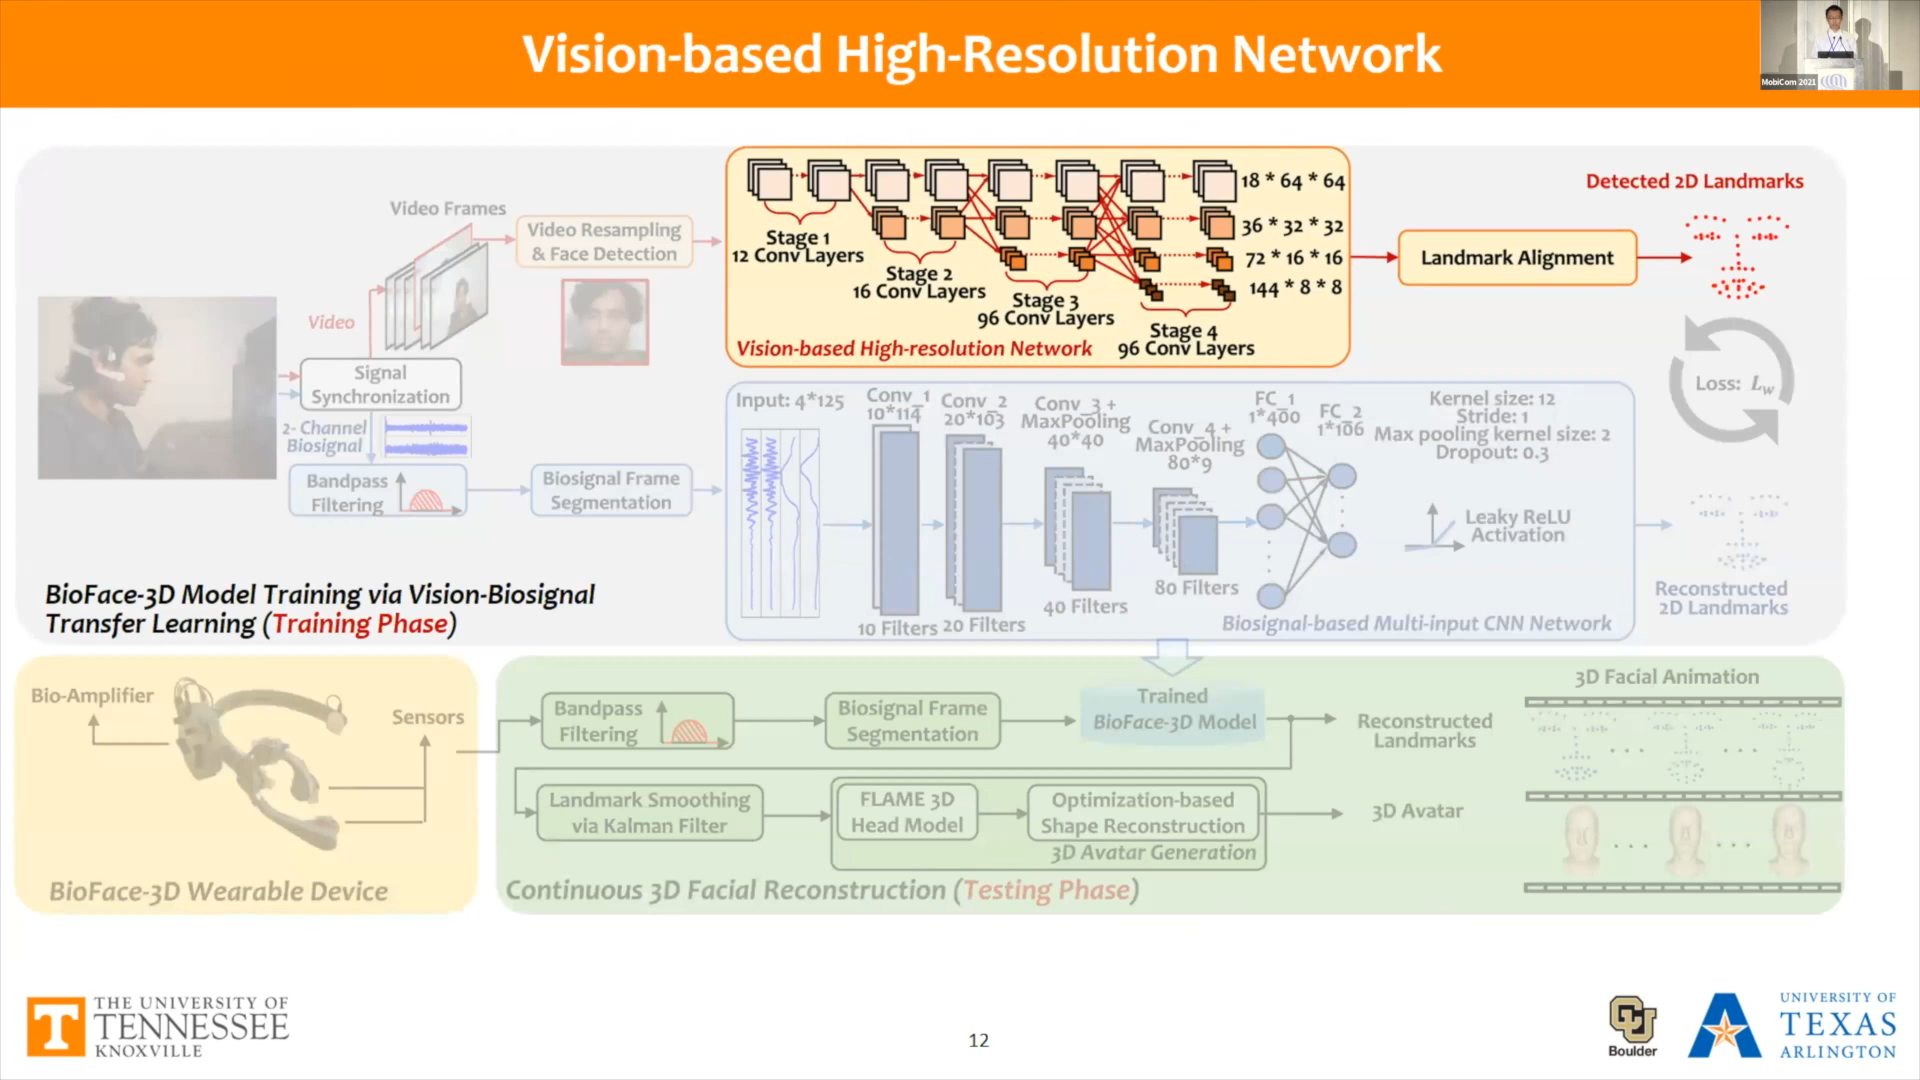 Vision-based High-Resolution Network
MobiCom 2021
Video Frames
Video Resampling
& Face Detection
Video
Signal
Synchronization
2- Channel
Biosignal
Bandpass
Filtering
Biosignal Frame
Segmentation
Stage 1
12 Conv Layers
Stage 2
16 Conv Layers
Stage 3
96 Conv Layers
Stage 4
96 Conv Layers
18 * 64 * 64
36 * 32 * 32
72 * 16 * 16
144 * 8 * 8
Vision-based High-resolution Network
Landmark Alignment
Detected 2D Landmarks
Loss: Lw
Input: 4*125
Conv_1
10*114
Conv_2
20*103
Conv_3 +
MaxPooling
40*40
Conv_4 +
MaxPooling
80*9
FC_1
1*400
FC_2
1*106
Kernel size: 12
Stride: 1
Max pooling kernel size: 2
Dropout: 0.3
Leaky ReLU
Activation
10 Filters
20 Filters
40 Filters
80 Filters
Biosignal-based Multi-input CNN Network
Reconstructed
2D Landmarks
BioFace-3D Model Training via Vision-Biosignal
Transfer Learning (Training Phase)
Bio-Amplifier
Sensors
BioFace-3D Wearable Device
Bandpass
Filtering
Biosignal Frame
Segmentation
Trained
BioFace-3D Model
Reconstructed
Landmarks
Landmark Smoothing
via Kalman Filter
FLAME 3D
Head Model
Optimization-based
Shape Reconstruction
3D Avatar Generation
3D Avatar
3D Facial Animation
Continuous 3D Facial Reconstruction (Testing Phase)
T
THE UNIVERSITY OF
TENNESSEE
KNOXVILLE
12
CU
Boulder
A
UNIVERSITY OF
TEXAS
ARLINGTON